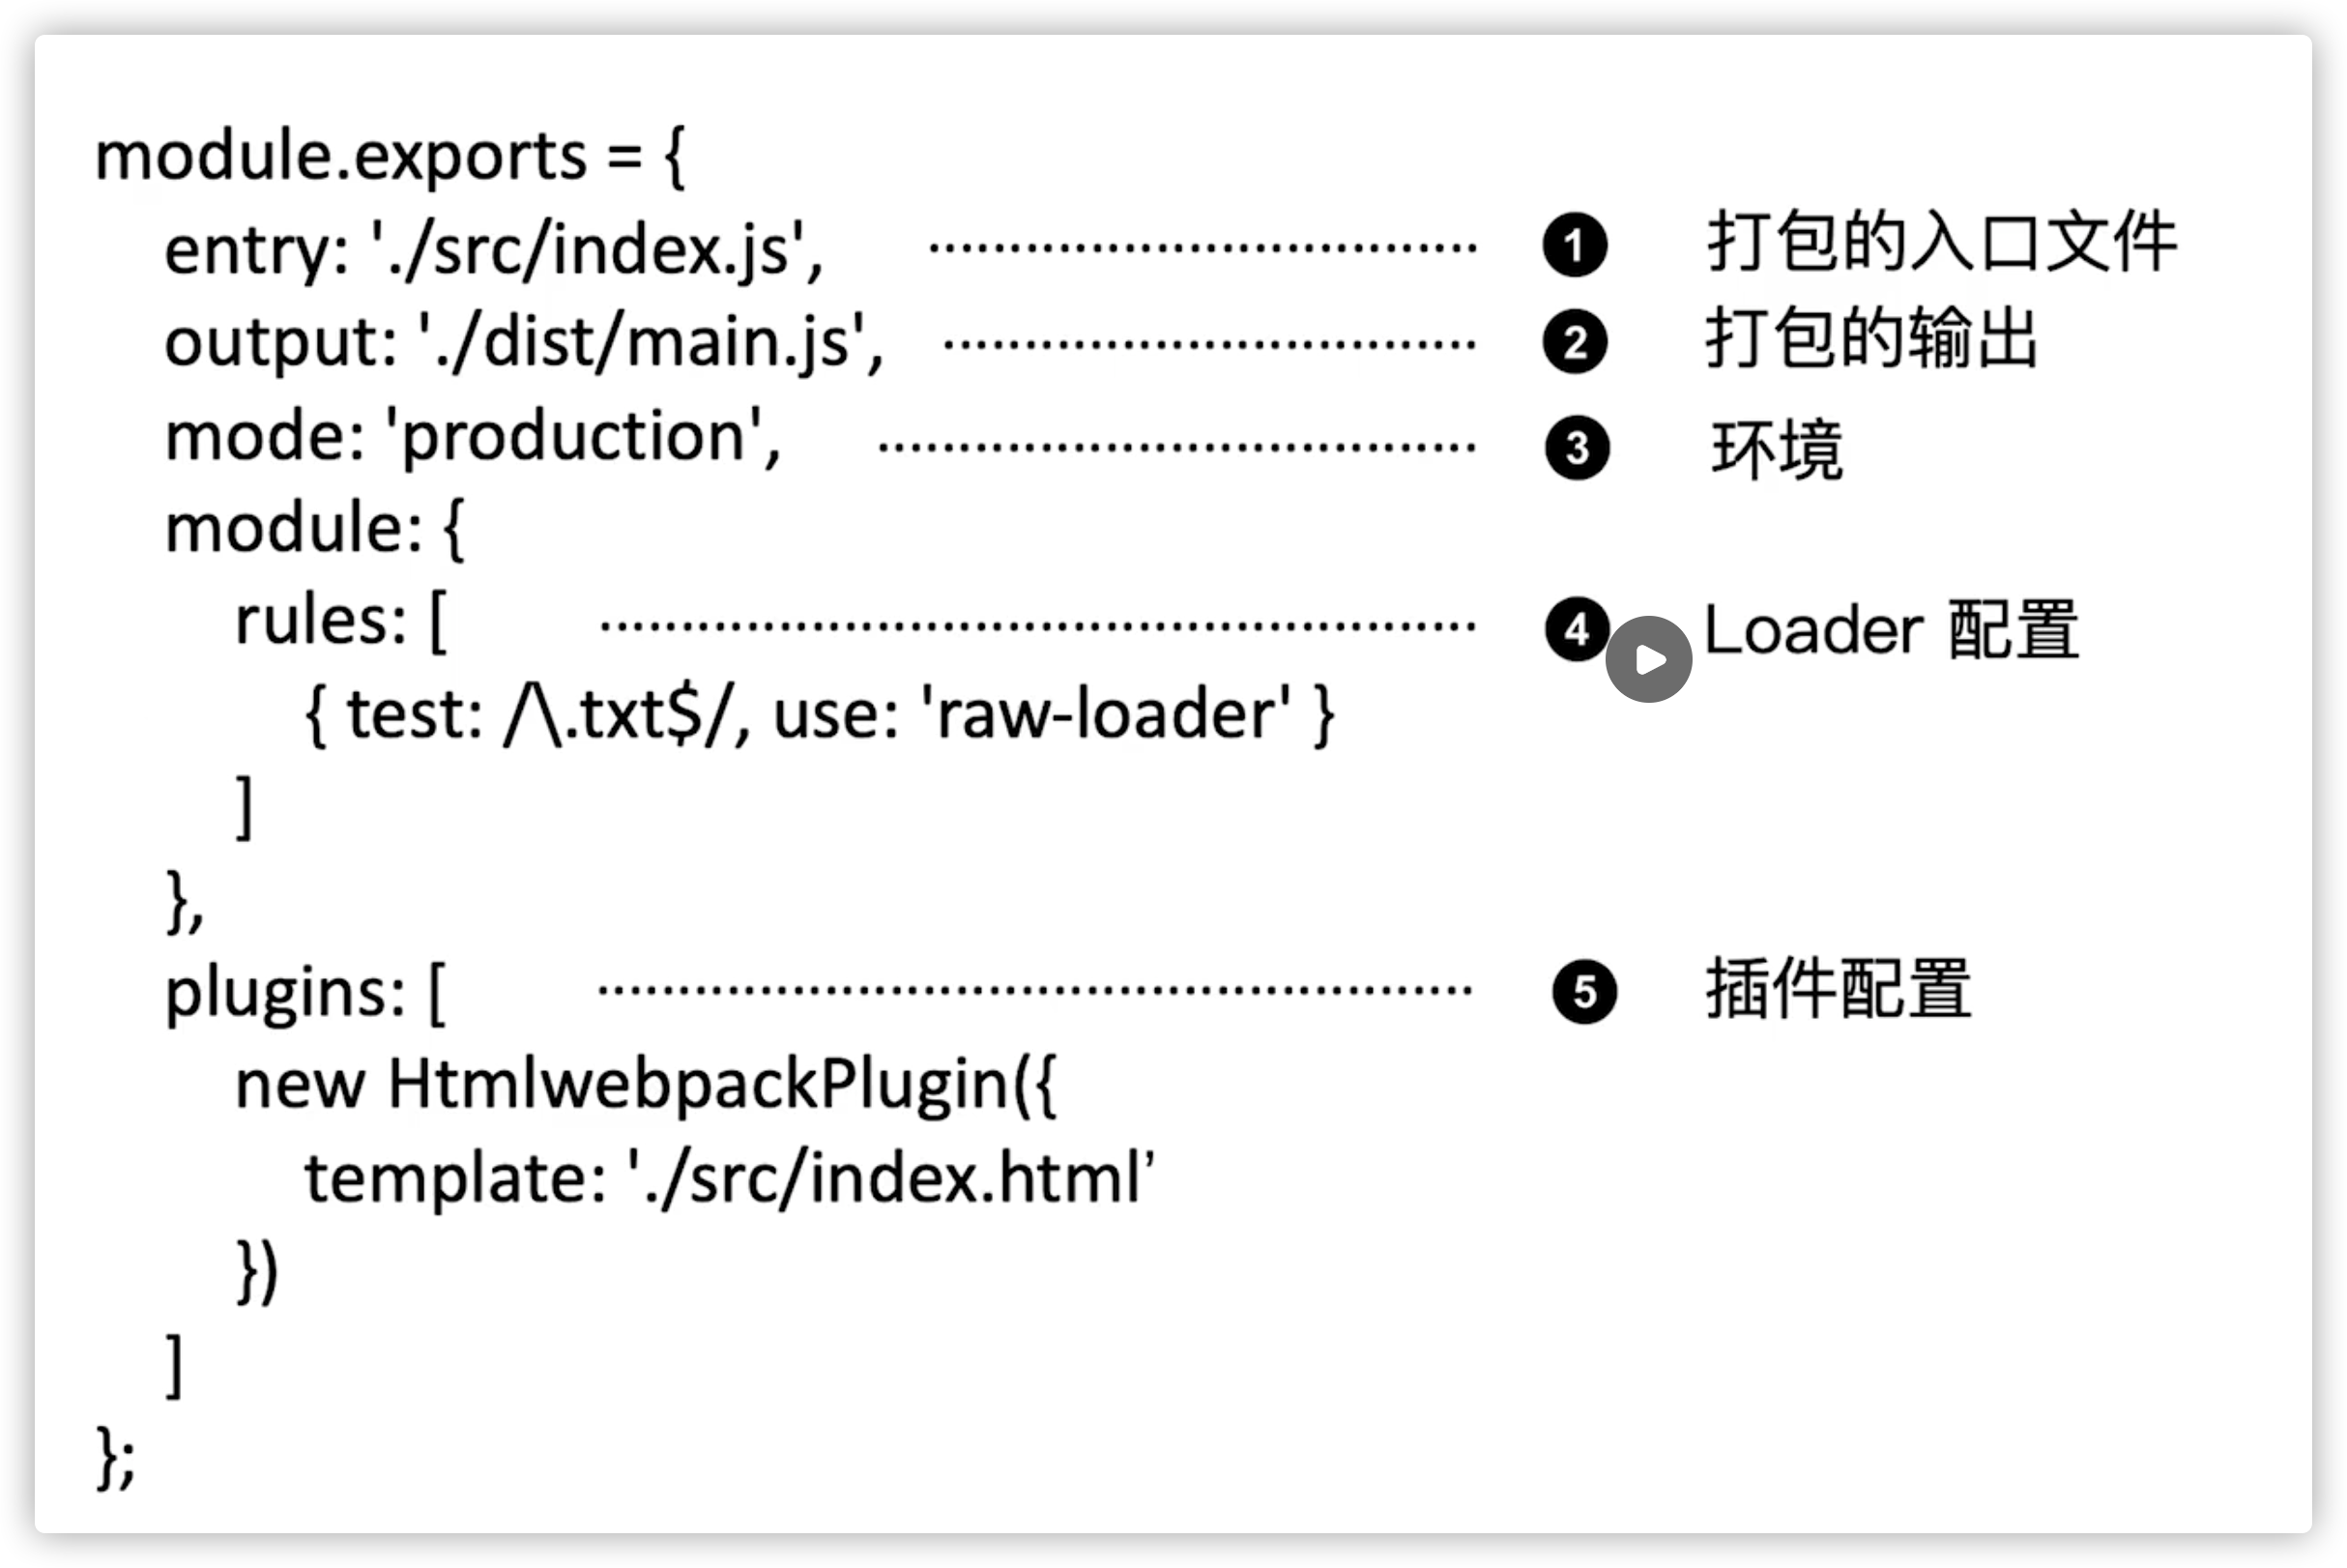 module.exports = {
entry: './src/index.js', ❶ 打包的入口文件
output: './dist/main.js', ❷ 打包的输出
mode: 'production', ❸ 环境
module: {
rules: [ ❹ Loader 配置
{ test: /\.txt$/, use: 'raw-loader' }
]
},
plugins: [ ❺ 插件配置
new HtmlwebpackPlugin({
template: './src/index.html’
})
]
};